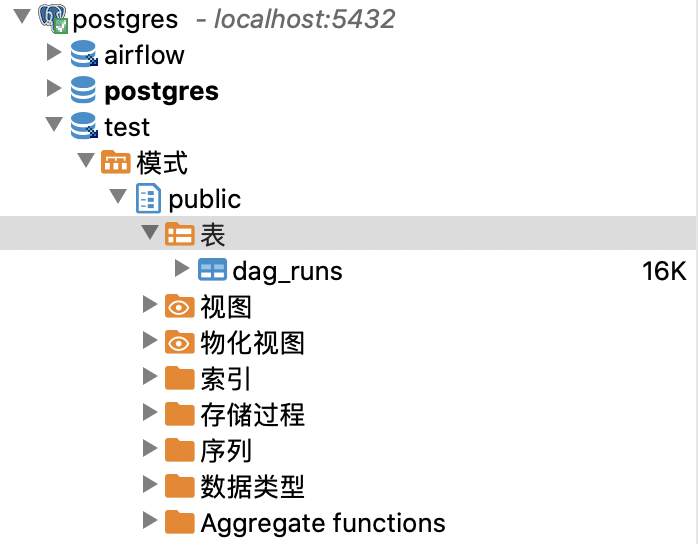 postgres - localhost:5432
airflow
postgres
test
模式
public
表
dag_runs 16K
视图
物化视图
索引
存储过程
序列
数据类型
Aggregate functions